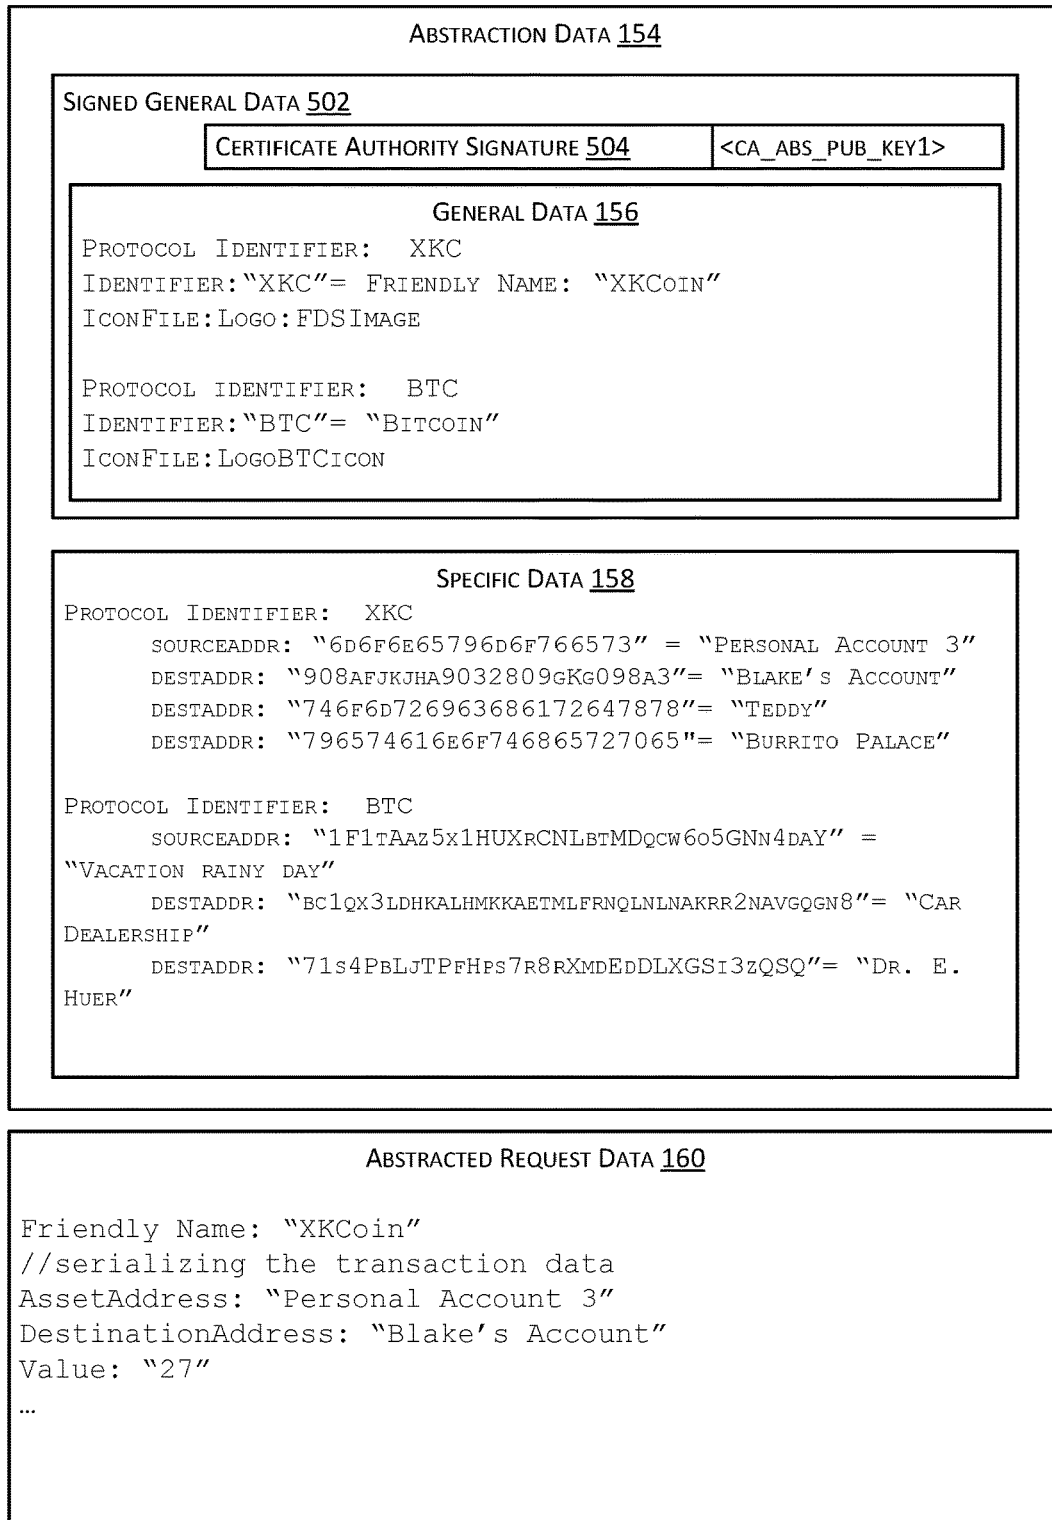 ABSTRACTION DATA 154
SIGNED GENERAL DATA 502
CERTIFICATE AUTHORITY SIGNATURE 504 <CA_ABS_PUB_KEY1>
GENERAL DATA 156
PROTOCOL IDENTIFIER: XKC
IDENTIFIER:“XKC”= FRIENDLY NAME: “XKCOIN”
ICONFILE:LOGO:FDSIMAGE
PROTOCOL IDENTIFIER: BTC
IDENTIFIER:“BTC”= “BITCOIN”
ICONFILE:LOGOBTCICON
SPECIFIC DATA 158
PROTOCOL IDENTIFIER: XKC
SOURCEADDR: “6D6F6E65796D6F766573” = “PERSONAL ACCOUNT 3”
DESTADDR: “908AFJKJHA9032809GKG098A3”= “BLAKE’S ACCOUNT”
DESTADDR: “746F6D726963686172647878”= “TEDDY”
DESTADDR: “796574616E6F746865727065"= “BURRITO PALACE”
PROTOCOL IDENTIFIER: BTC
SOURCEADDR: “1F1TAAZ5X1HUXRCNLBTMDQCW6O5GNN4DAY” =
“VACATION RAINY DAY”
DESTADDR: “BC1QX3LDHKALHMKKAETMLFRNQLNLNAKRR2NAVGQGN8”= “CAR
DEALERSHIP”
DESTADDR: “71S4PBLJTPFHPS7R8RXMDEDDLXGSI3ZQSQ”= “DR. E.
HUER”
ABSTRACTED REQUEST DATA 160
Friendly Name: “XKCoin”
//serializing the transaction data
AssetAddress: “Personal Account 3”
DestinationAddress: “Blake’s Account”
Value: “27”
…